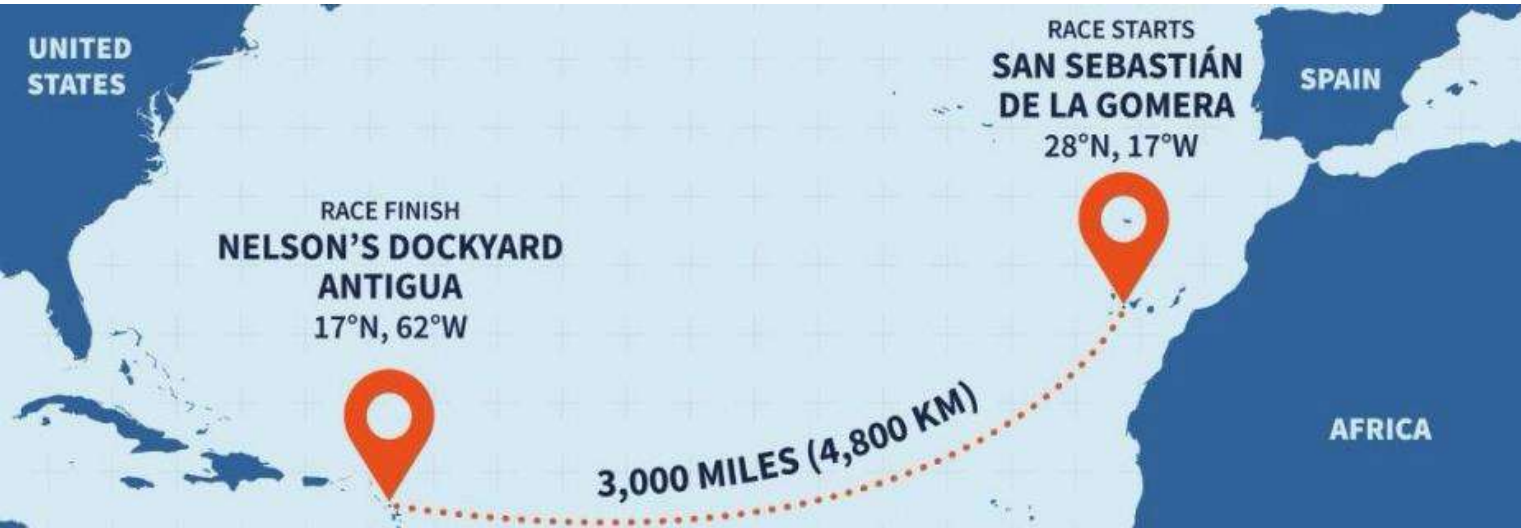 UNITED
STATES
RACE STARTS
SAN SEBASTIÁN
DE LA GOMERA
28°N, 17°W
SPAIN
RACE FINISH
NELSON’S DOCKYARD
ANTIGUA
17°N, 62°W
3,000 MILES (4,800 KM)
AFRICA